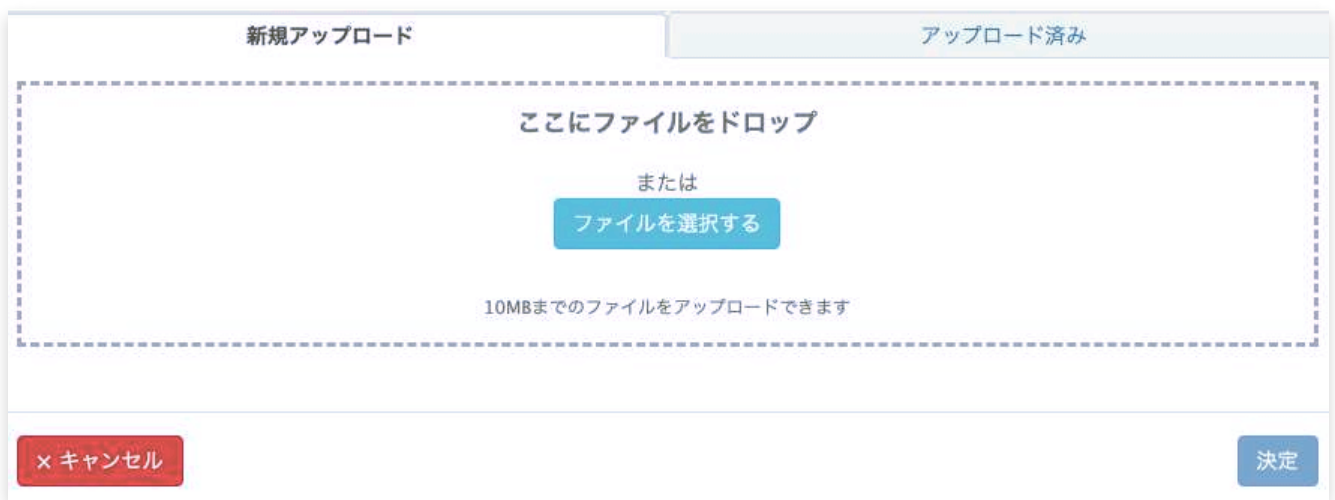 新規アップロード
アップロード済み
ここにファイルをドロップ
または
ファイルを選択する
10MBまでのファイルをアップロードできます
× キャンセル
決定